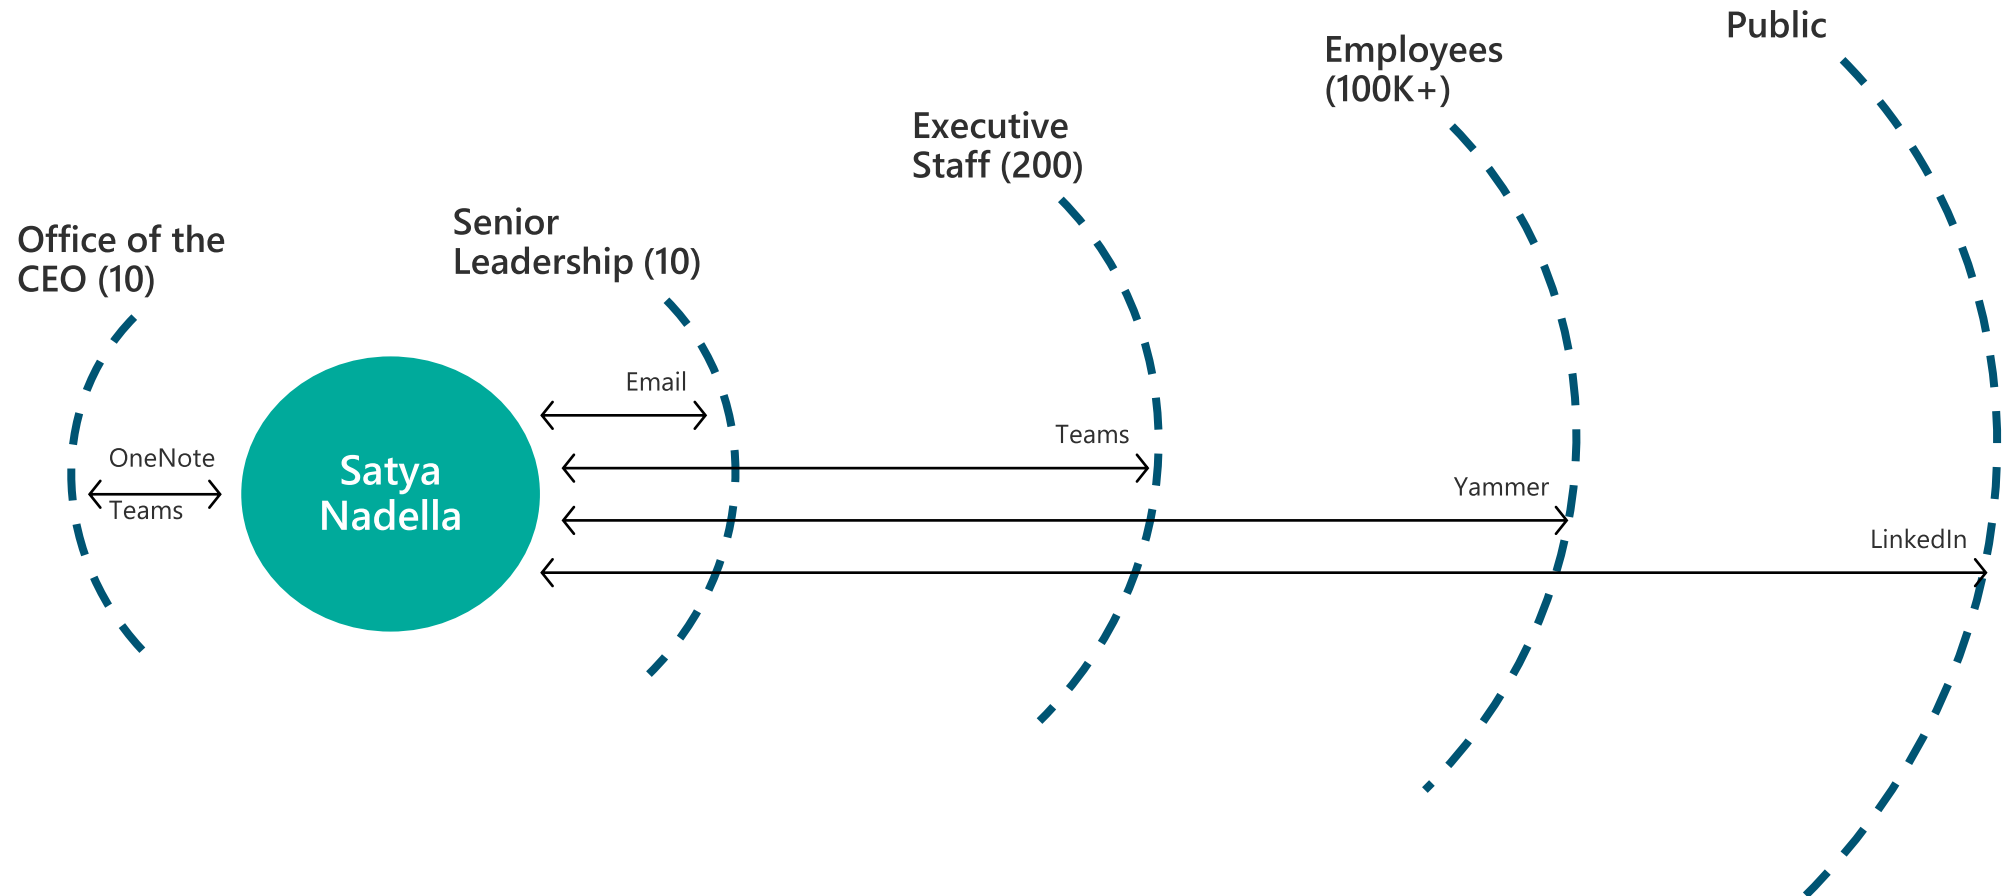 Office of the
CEO (10)
OneNote
Teams
Satya
Nadella
Senior
Leadership (10)
Email
Executive
Staff (200)
Teams
Employees
(100K+)
Yammer
Public
LinkedIn